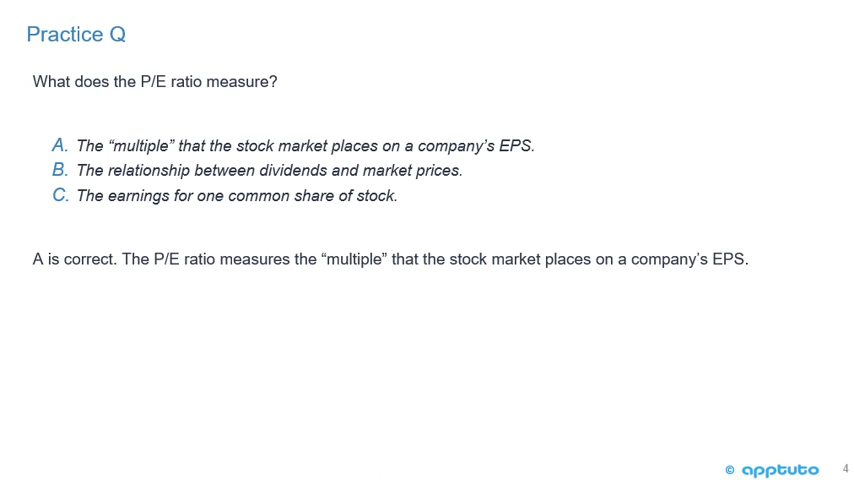 Practice Q
What does the P/E ratio measure?
A. The “multiple” that the stock market places on a company’s EPS.
B. The relationship between dividends and market prices.
C. The earnings for one common share of stock.
A is correct. The P/E ratio measures the “multiple” that the stock market places on a company’s EPS.
© apptuto 4